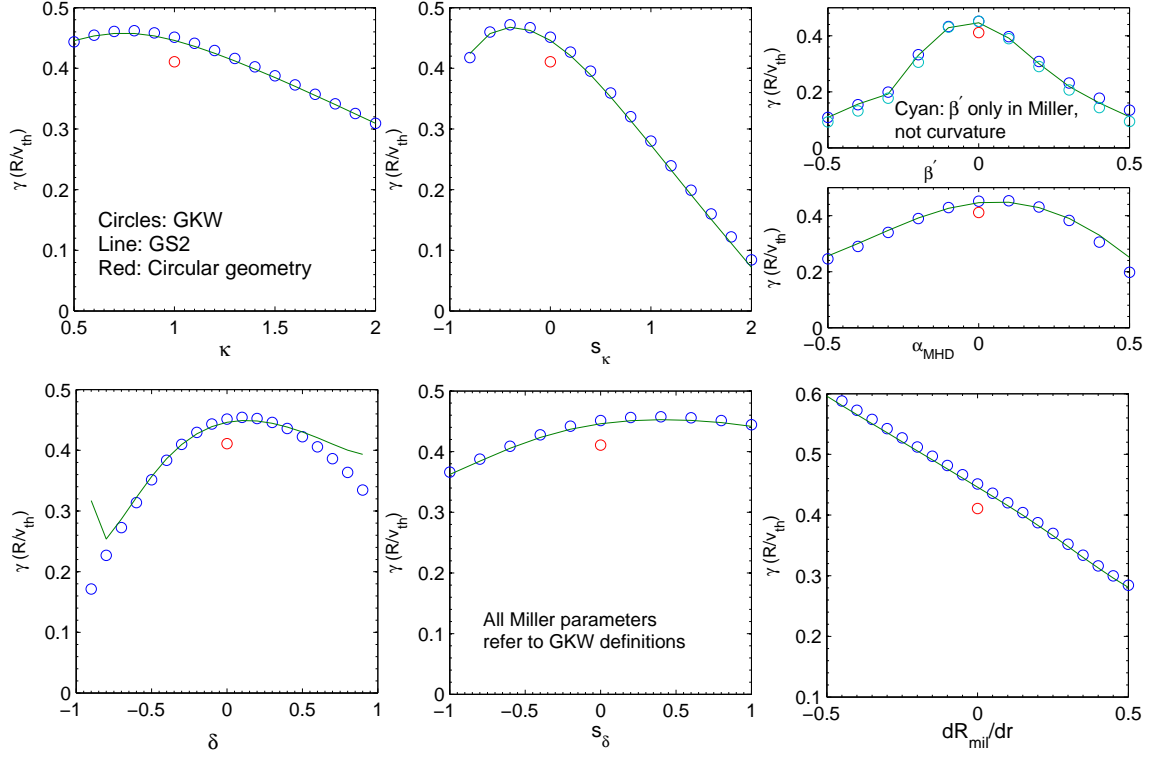 0.5
0.4
0.3
0.2
0.1
0
γ (R/v_th)
Circles: GKW
Line: GS2
Red: Circular geometry
0.5 1 1.5 2
κ
0.5
0.4
0.3
0.2
0.1
0
γ (R/v_th)
−1 0 1 2
s_κ
0.4
0.2
0
γ (R/v_th)
Cyan: β′ only in Miller,
not curvature
−0.5 0 0.5
β′
0.4
0.2
0
γ (R/v_th)
−0.5 0 0.5
α_MHD
0.5
0.4
0.3
0.2
0.1
0
γ (R/v_th)
−1 −0.5 0 0.5 1
δ
0.5
0.4
0.3
0.2
0.1
0
γ (R/v_th)
All Miller parameters
refer to GKW definitions
−1 −0.5 0 0.5 1
s_δ
0.6
0.5
0.4
0.3
0.2
0.1
γ (R/v_th)
−0.5 0 0.5
dR_mil/dr